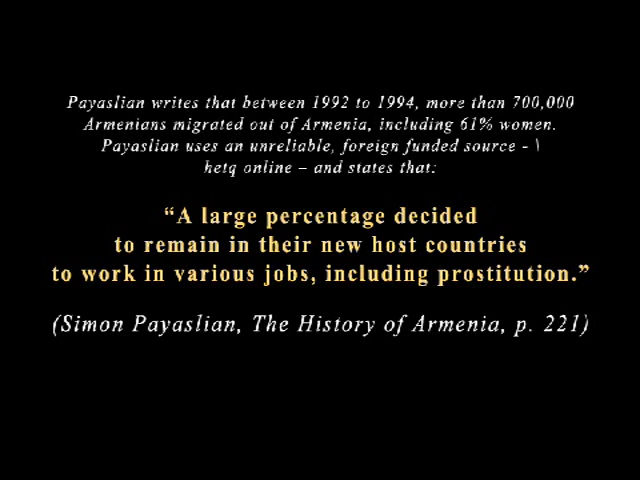 Payaslian writes that between 1992 to 1994, more than 700,000
Armenians migrated out of Armenia, including 61% women.
Payaslian uses an unreliable, foreign funded source - \
hetq online – and states that:
“A large percentage decided
to remain in their new host countries
to work in various jobs, including prostitution.”
(Simon Payaslian, The History of Armenia, p. 221)